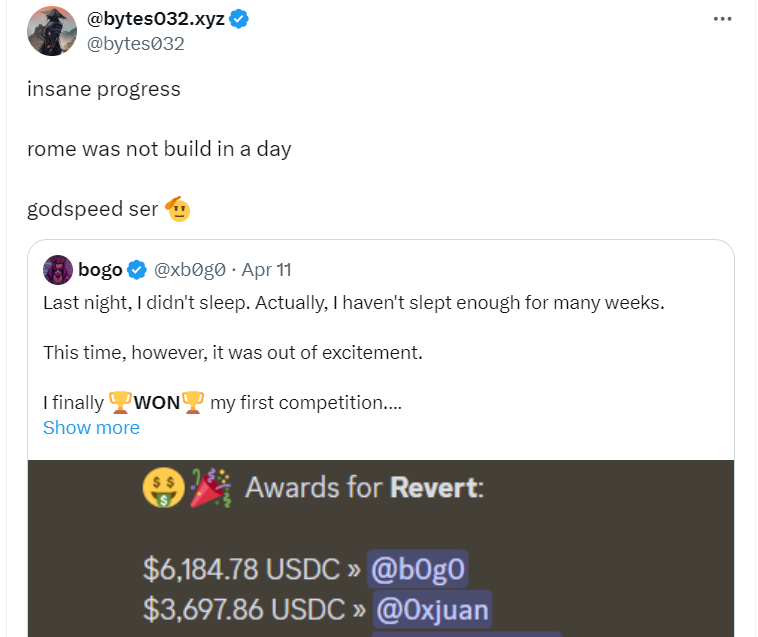 @bytes032.xyz
@bytes032
insane progress
rome was not build in a day
godspeed ser
bogo @xb0g0 · Apr 11
Last night, I didn't sleep. Actually, I haven't slept enough for many weeks.
This time, however, it was out of excitement.
I finally 🏆WON🏆 my first competition....
Show more
🤑🎉 Awards for Revert:
$6,184.78 USDC » @b0g0
$3,697.86 USDC » @0xjuan